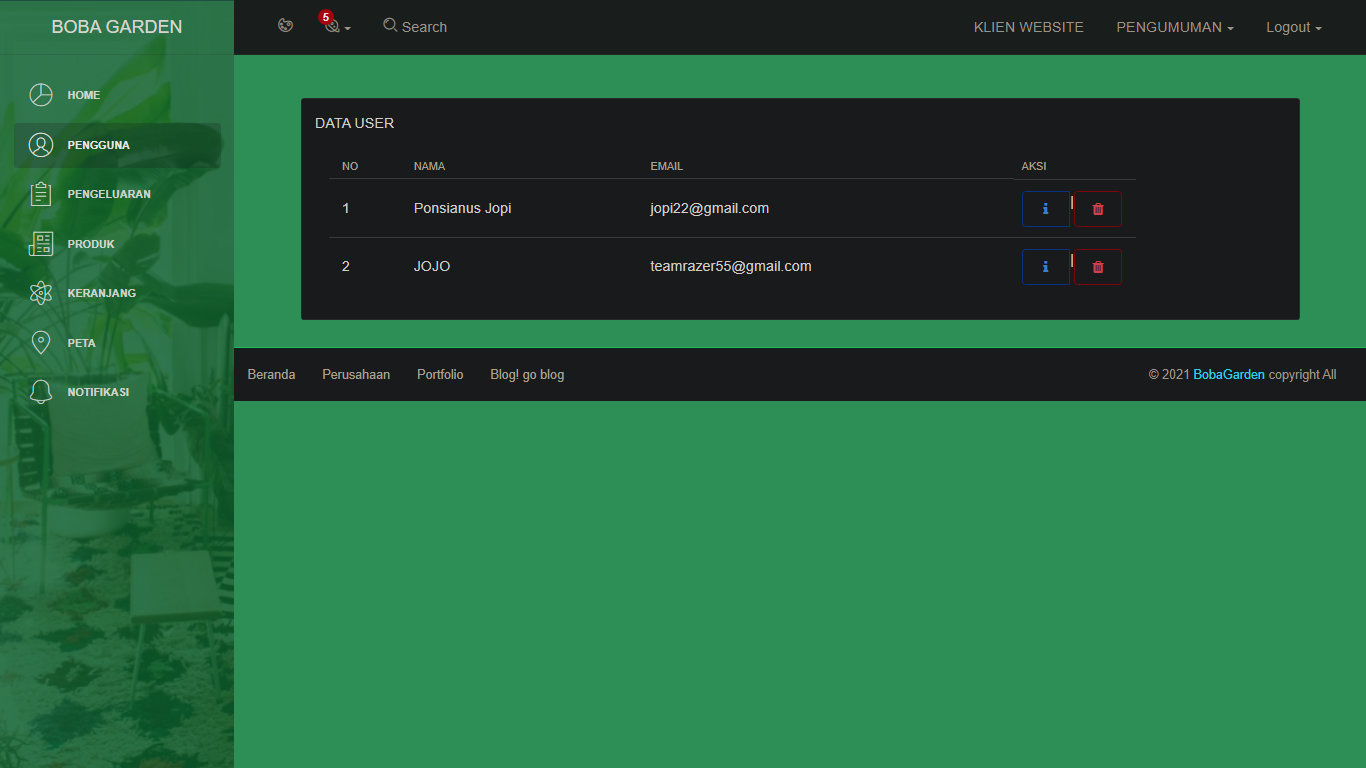 BOBA GARDEN
5
Search
KLIEN WEBSITE
PENGUMUMAN
Logout
HOME
PENGGUNA
PENGELUARAN
PRODUK
KERANJANG
PETA
NOTIFIKASI
DATA USER
NO NAMA EMAIL AKSI
1 Ponsianus Jopi jopi22@gmail.com i |
2 JOJO teamrazer55@gmail.com i |
Beranda Perusahaan Portfolio Blog! go blog
© 2021 BobaGarden copyright All